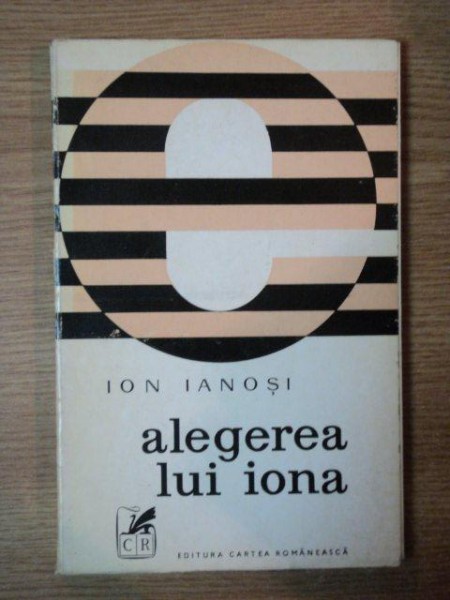 e
ION IANOȘI
alegerea
lui iona
CR
EDITURA CARTEA ROMÂNEASCĂ